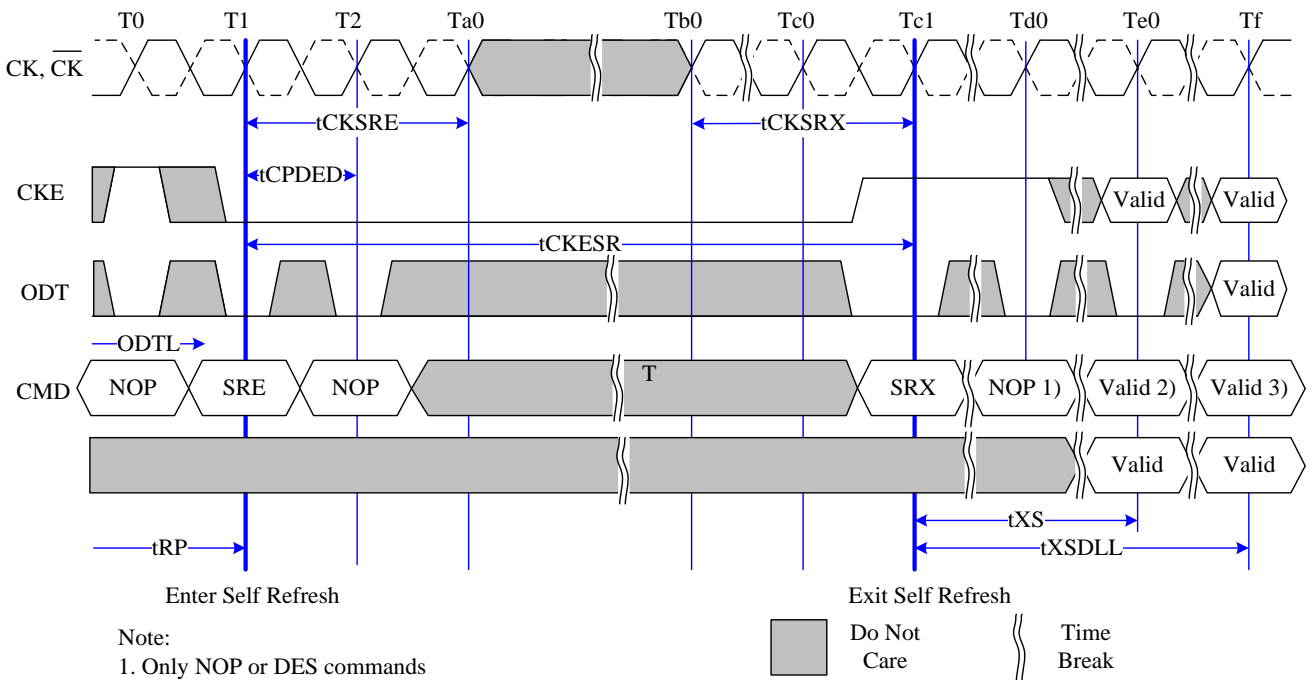 T0 T1 T2 Ta0 Tb0 Tc0 Tc1 Td0 Te0 Tf
CK, CK
tCKSRE tCKSRX
tCPDED
CKE Valid Valid
tCKESR
ODT Valid
ODTL
T
CMD NOP SRE NOP SRX NOP 1) Valid 2) Valid 3)
Valid Valid
tXS
tRP tXSDLL
Enter Self Refresh Exit Self Refresh
Note:
1. Only NOP or DES commands
Do Not
Care
Time
Break